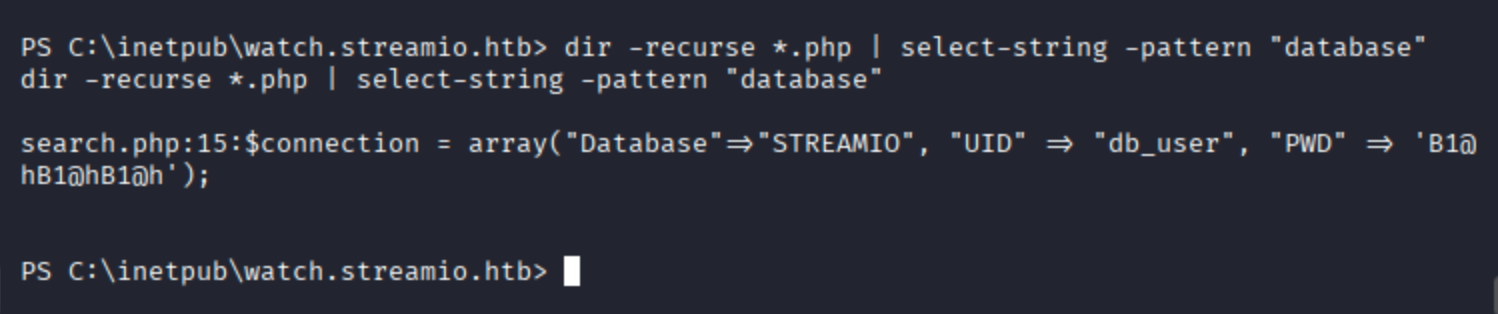 PS C:\inetpub\watch.streamio.htb> dir -recurse *.php | select-string -pattern "database"
dir -recurse *.php | select-string -pattern "database"
search.php:15:$connection = array("Database"=>"STREAMIO", "UID" => "db_user", "PWD" => 'B1@
hB1@hB1@h');
PS C:\inetpub\watch.streamio.htb>